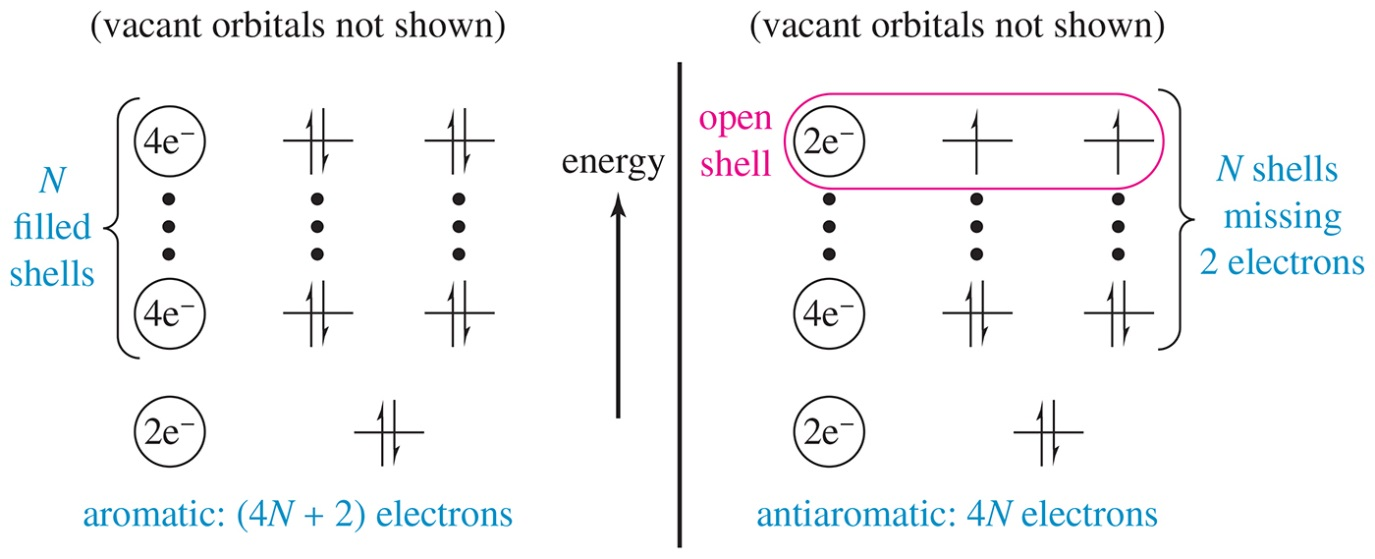 (vacant orbitals not shown)
4e⁻
N
filled
shells
4e⁻
2e⁻
aromatic: (4N + 2) electrons
energy
(vacant orbitals not shown)
open
shell
2e⁻
4e⁻
2e⁻
N shells
missing
2 electrons
antiaromatic: 4N electrons